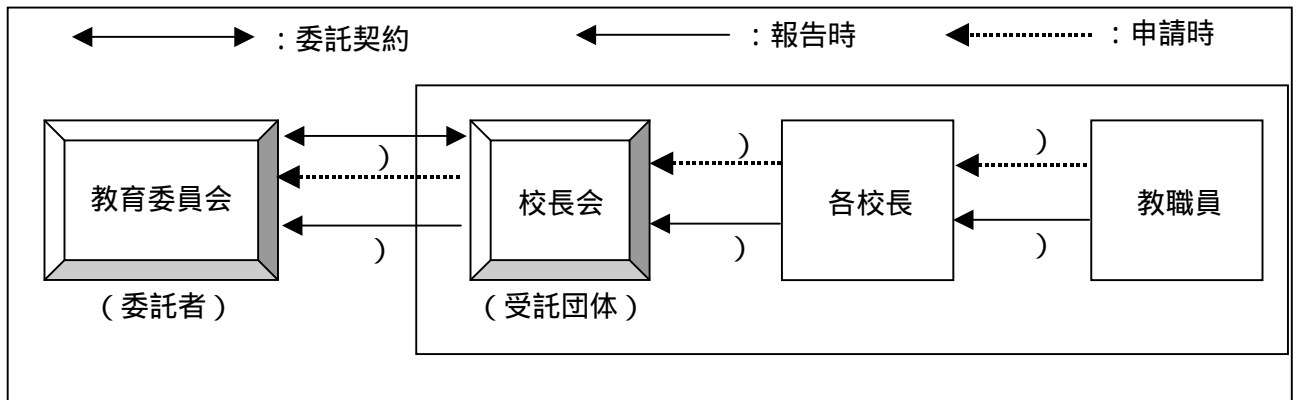 ：委託契約 ：報告時 ：申請時
） ） ）
教育委員会 校長会 各校長 教職員
） ） ）
（委託者） （受託団体）